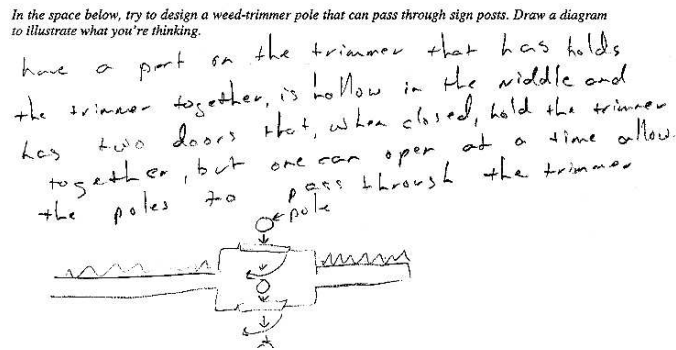 In the space below, try to design a weed-trimmer pole that can pass through sign posts. Draw a diagram
to illustrate what you're thinking.
have a part on the trimmer that has holds
the trimmer together, is hollow in the middle and
has two doors that, when closed, hold the trimmer
together, but one can open at a time allow.
the poles to pass through the trimmer
pole